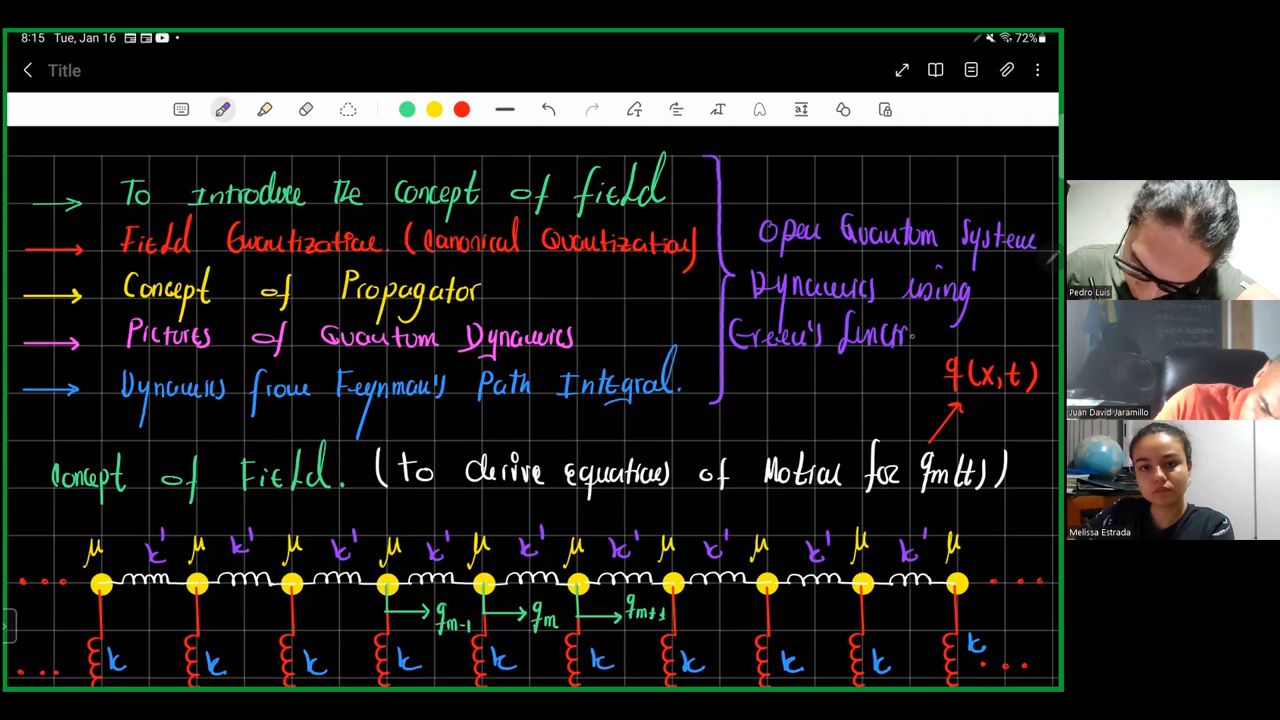 8:15 Tue, Jan 16
72%
Title
To Introduce the Concept of field
Field Quantization (Canonical Quantization)
Concept of Propagator
Pictures of Quantum Dynamics
Dynamics from Feynman's Path Integral.
Open Quantum System
Dynamics using
Green's
q(x,t)
Concept of Field. (To derive equations of Motion for qm(t))
μ k' μ k' μ k' μ k' μ k' μ k' μ k' μ k' μ k' μ
qm-1 qm qm+1
k k k k k k k k k k
Pedro Luis
Juan David Jaramillo
Melissa Estrada